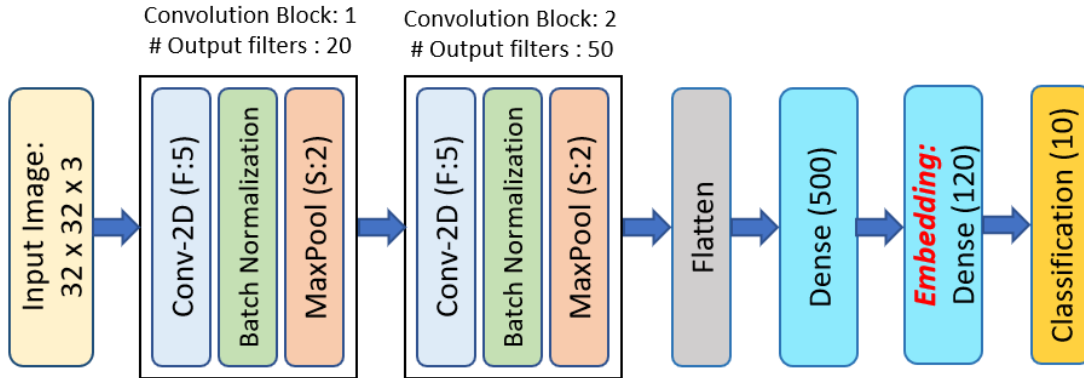 Convolution Block: 1
# Output filters : 20
Convolution Block: 2
# Output filters : 50
Input Image:
32 x 32 x 3
Conv-2D (F:5)
Batch Normalization
MaxPool (S:2)
Conv-2D (F:5)
Batch Normalization
MaxPool (S:2)
Flatten
Dense (500)
Embedding:
Dense (120)
Classification (10)